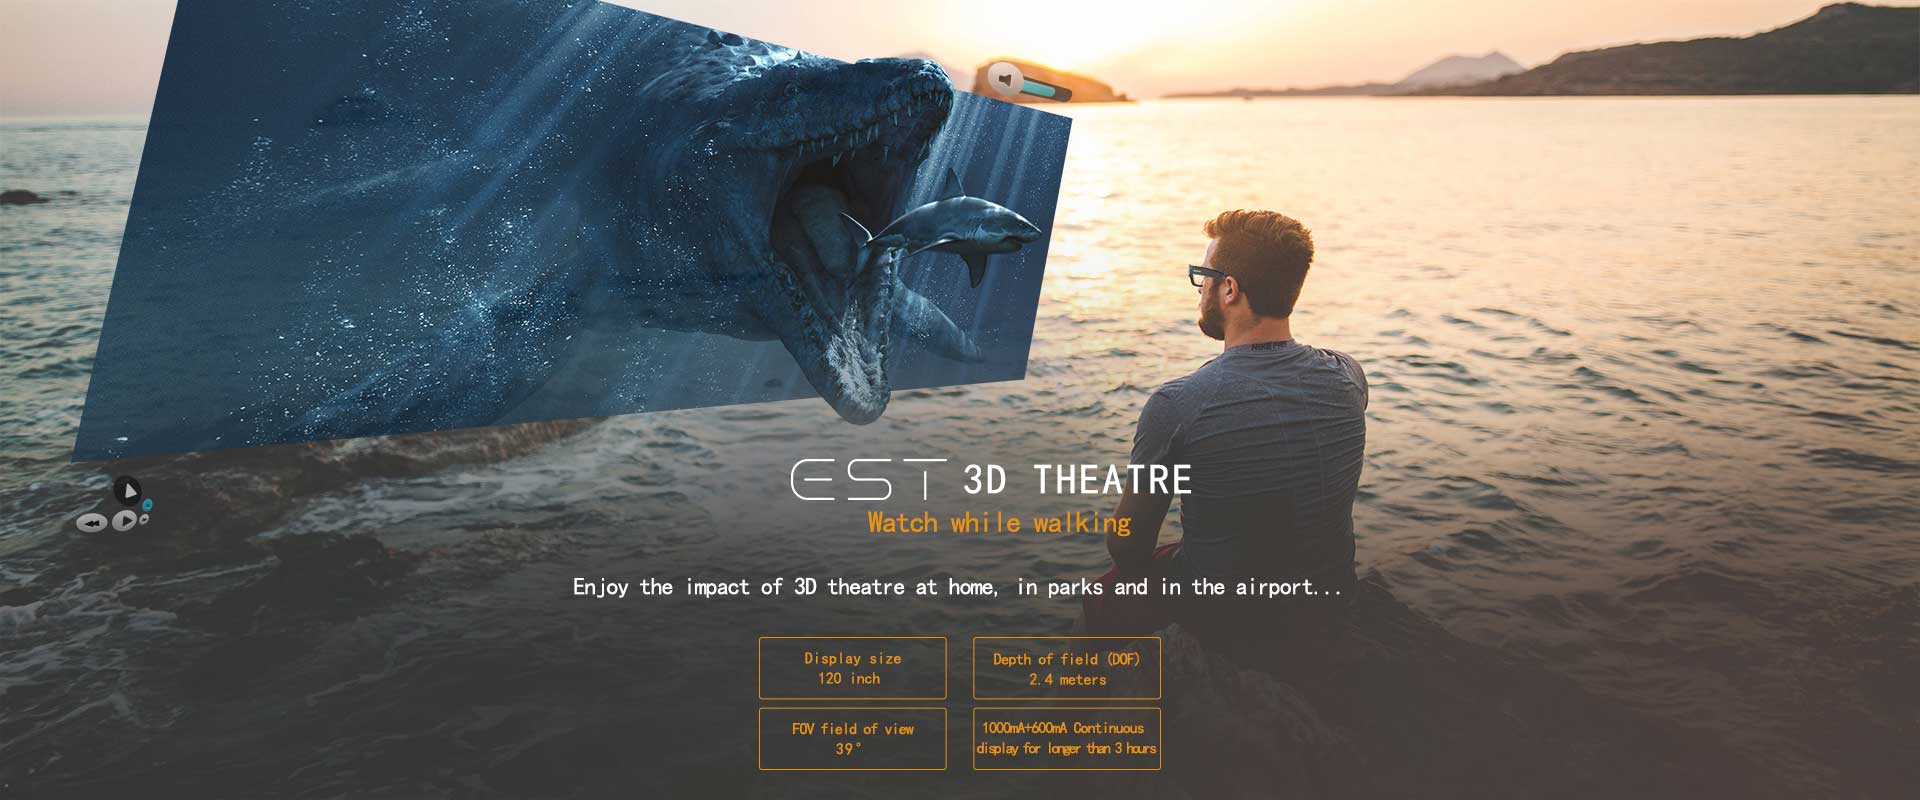 EST 3D THEATRE
Watch while walking
Enjoy the impact of 3D theatre at home, in parks and in the airport...
Display size
120 inch
Depth of field (DOF)
2.4 meters
FOV field of view
39°
1000mA+600mA Continuous
display for longer than 3 hours